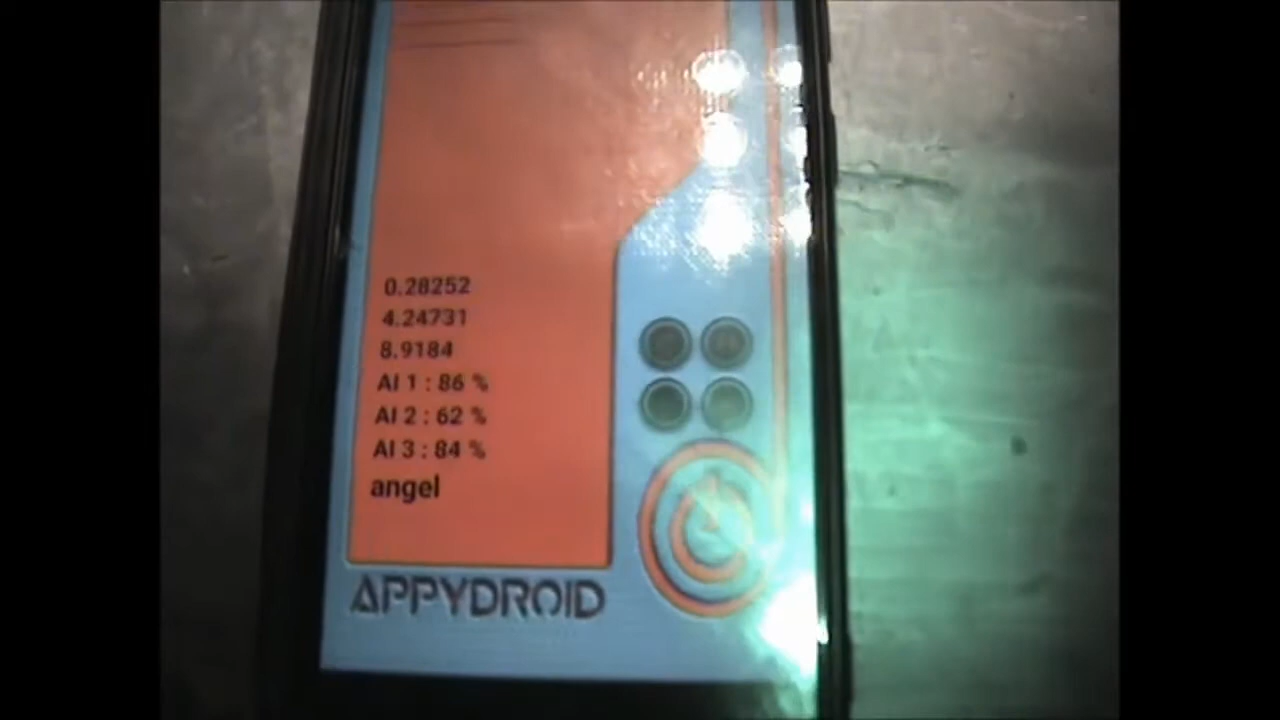 0.28252
4.24731
8.9184
AI 1 : 86 %
AI 2 : 62 %
AI 3 : 84 %
angel
APPYDROID